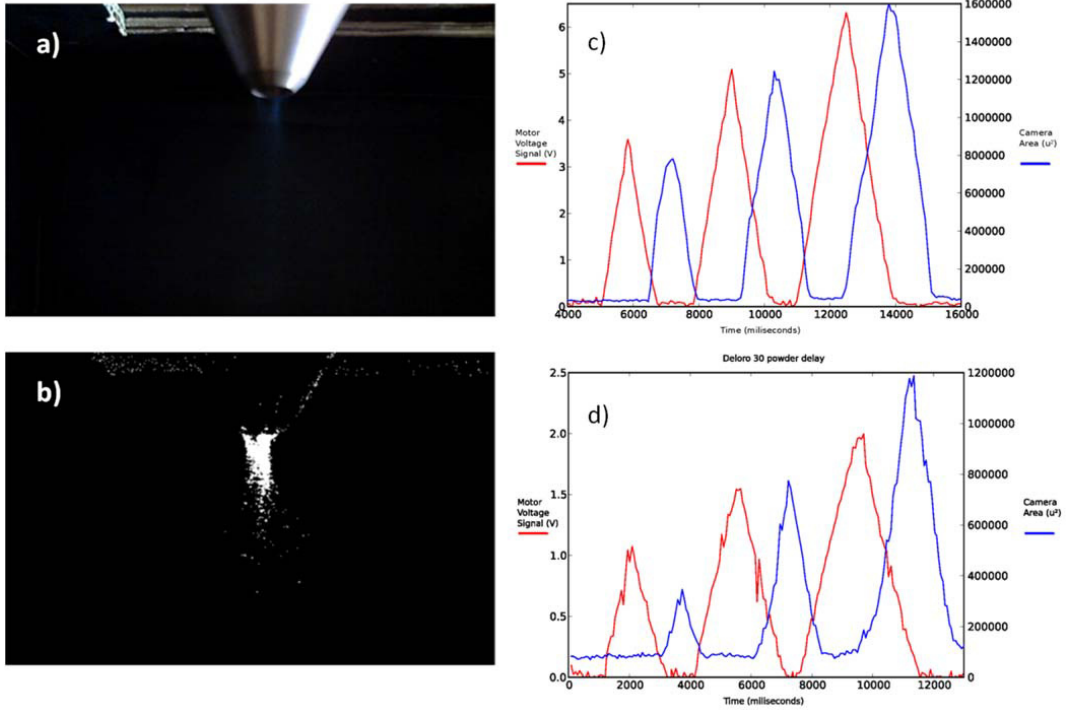 a)
b)
c)
6
5
4
3
2
1
0
1600000
1400000
1200000
1000000
800000
600000
400000
200000
0
4000 6000 8000 10000 12000 14000 16000
Time (miliseconds)
Motor
Voltage
Signal (V)
Camera
Area (u²)
Deloro 30 powder delay
d)
2.5
2.0
1.5
1.0
0.5
0.0
1200000
1000000
800000
600000
400000
200000
0
0 2000 4000 6000 8000 10000 12000
Time (miliseconds)
Motor
Voltage
Signal (V)
Camera
Area (u²)